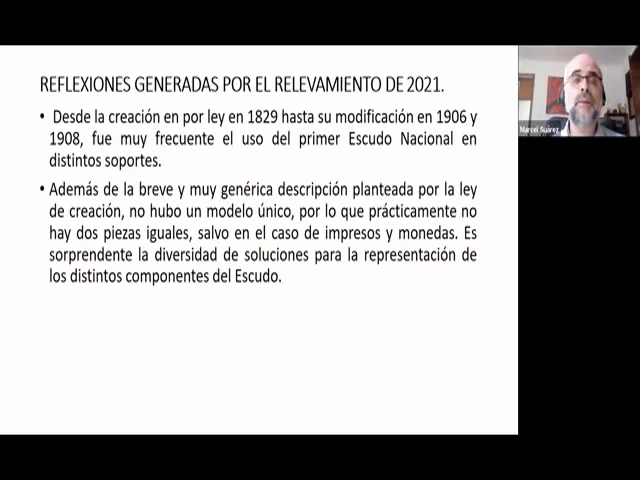 REFLEXIONES GENERADAS POR EL RELEVAMIENTO DE 2021.
• Desde la creación en por ley en 1829 hasta su modificación en 1906 y
1908, fue muy frecuente el uso del primer Escudo Nacional en
distintos soportes.
• Además de la breve y muy genérica descripción planteada por la ley
de creación, no hubo un modelo único, por lo que prácticamente no
hay dos piezas iguales, salvo en el caso de impresos y monedas. Es
sorprendente la diversidad de soluciones para la representación de
los distintos componentes del Escudo.
Marcel Suárez